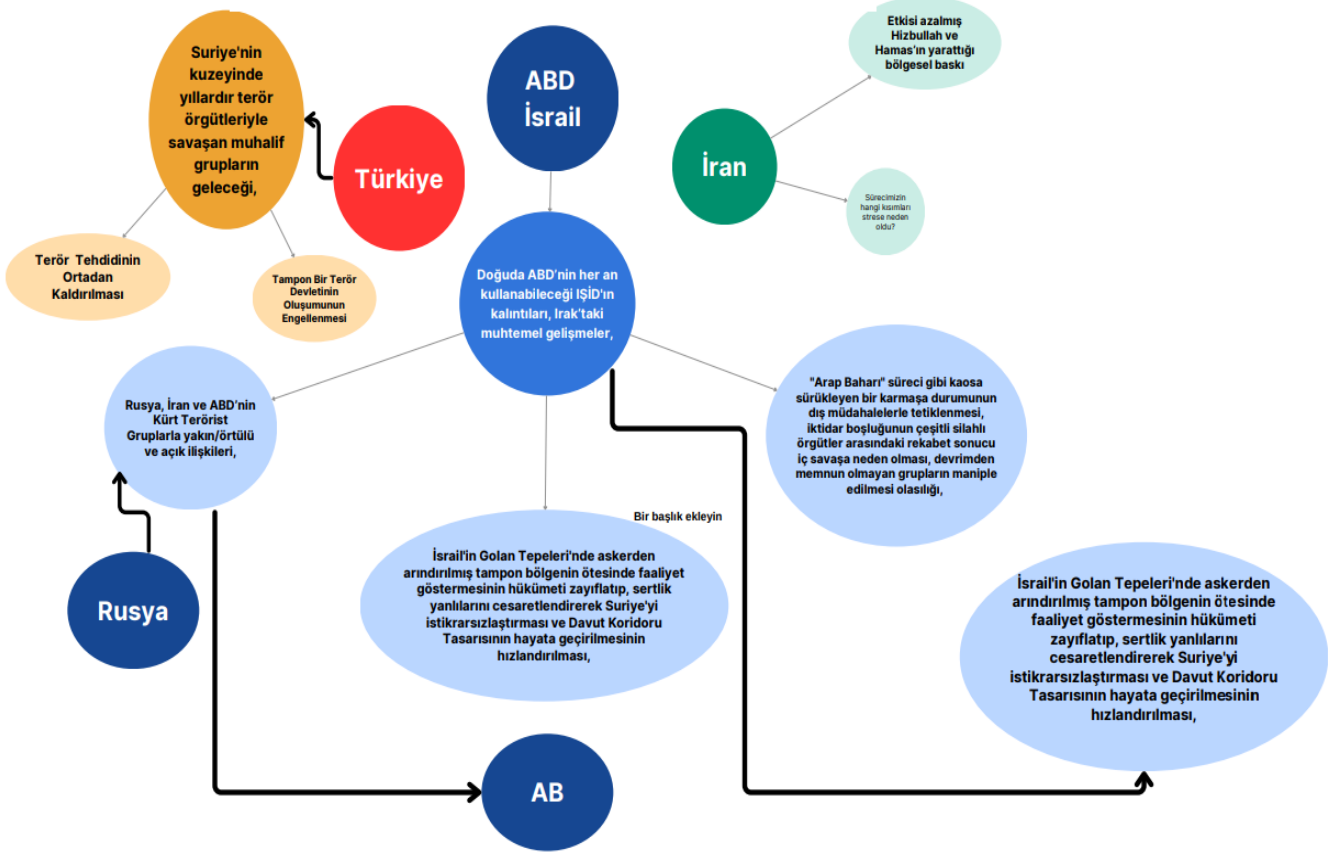 Suriye'nin
kuzeyinde
yıllardır terör
örgütleriyle
savaşan muhalif
grupların
geleceği,
Türkiye
ABD
İsrail
İran
Etkisi azalmış
Hizbullah ve
Hamas'ın yarattığı
bölgesel baskı
Sürecimizin
hangi kısımları
strese neden
oldu?
Terör Tehdidinin
Ortadan
Kaldırılması
Tampon Bir Terör
Devletinin
Oluşumunun
Engellenmesi
Doğuda ABD'nin her an
kullanabileceği IŞİD'ın
kalıntıları, Irak'taki
muhtemel gelişmeler,
Rusya, İran ve ABD'nin
Kürt Terörist
Gruplarla yakın/örtülü
ve açık ilişkileri,
"Arap Baharı" süreci gibi kaosa
sürükleyen bir karmaşa durumunun
dış müdahalelerle tetiklenmesi,
iktidar boşluğunun çeşitli silahlı
örgütler arasındaki rekabet sonucu
iç savaşa neden olması, devrimden
memnun olmayan grupların maniple
edilmesi olasılığı,
Bir başlık ekleyin
İsrail'in Golan Tepeleri'nde askerden
arındırılmış tampon bölgenin ötesinde faaliyet
göstermesinin hükümeti zayıflatıp, sertlik
yanlılarını cesaretlendirerek Suriye'yi
istikrarsızlaştırması ve Davut Koridoru
Tasarısının hayata geçirilmesinin
hızlandırılması,
Rusya
İsrail'in Golan Tepeleri'nde askerden
arındırılmış tampon bölgenin ötesinde
faaliyet göstermesinin hükümeti
zayıflatıp, sertlik yanlılarını
cesaretlendirerek Suriye'yi
istikrarsızlaştırması ve Davut Koridoru
Tasarısının hayata geçirilmesinin
hızlandırılması,
AB